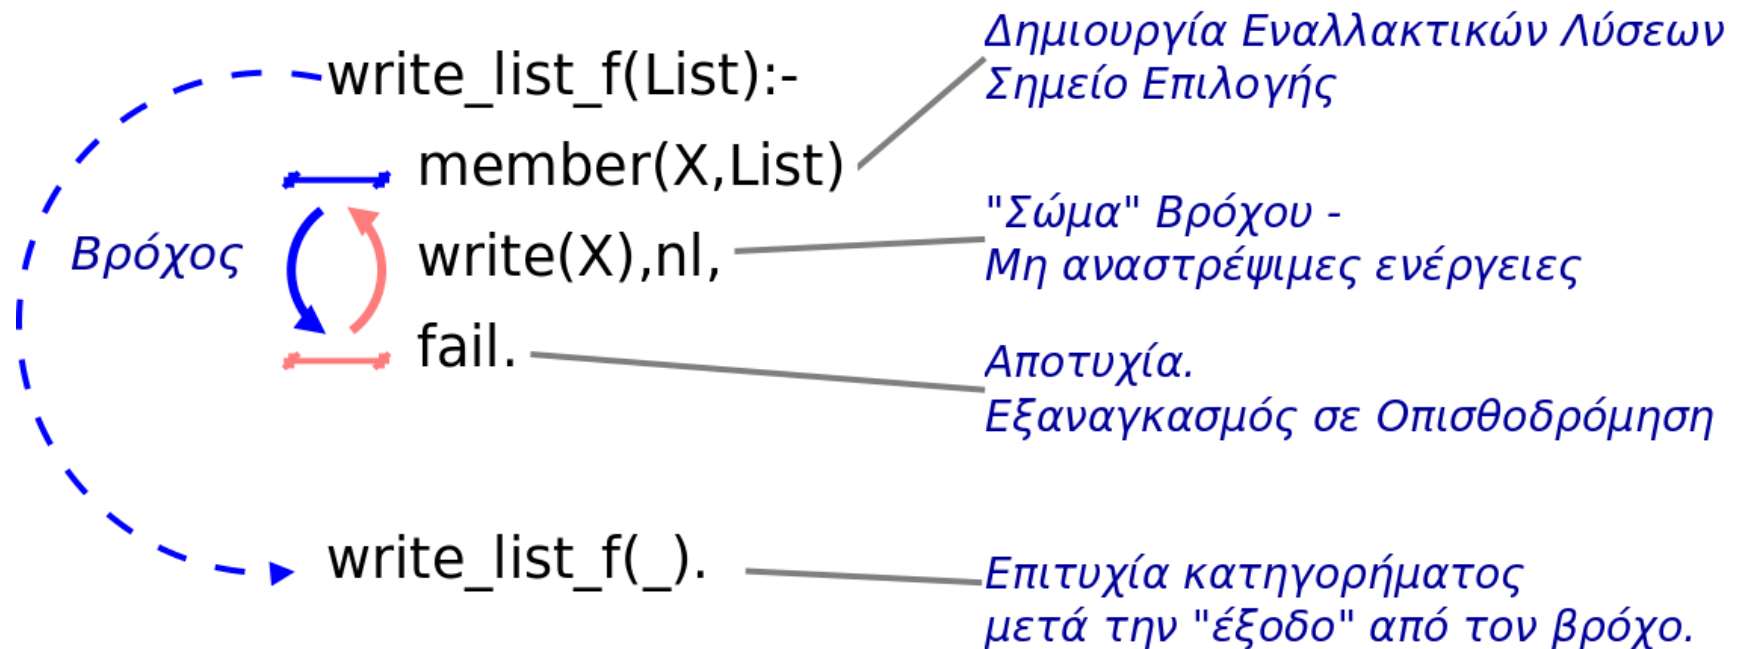 Δημιουργία Εναλλακτικών Λύσεων
write_list_f(List):-
Σημείο Επιλογής
member(X,List)
"Σώμα" Βρόχου -
Βρόχος
write(X),nl,
Μη αναστρέψιμες ενέργειες
fail.
Αποτυχία.
Εξαναγκασμός σε Οπισθοδρόμηση
write_list_f(_).
Επιτυχία κατηγορήματος
μετά την "έξοδο" από τον βρόχο.